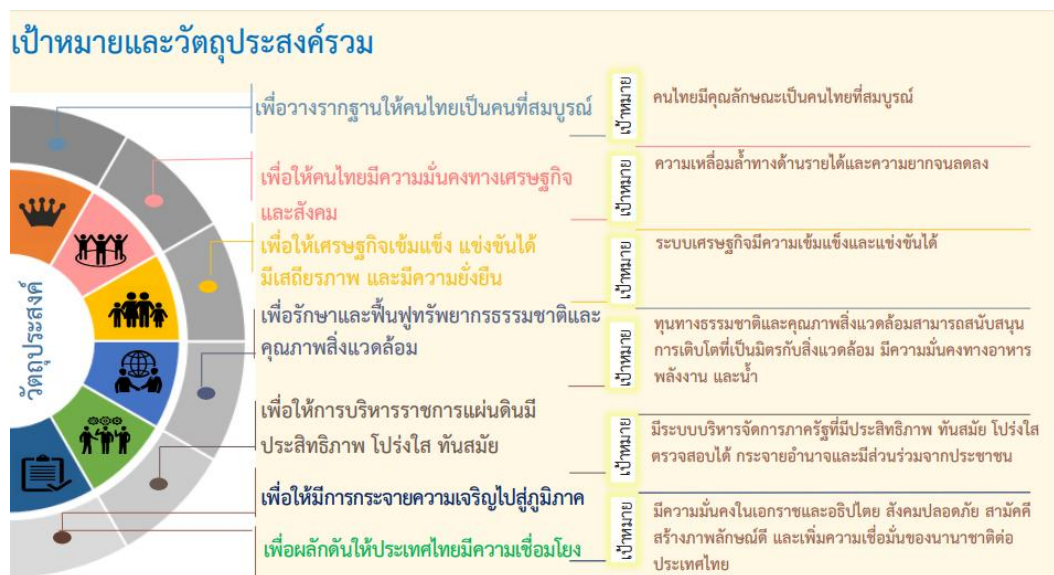 เป้าหมายและวัตถุประสงค์รวม
วัตถุประสงค์
เพื่อวางรากฐานให้คนไทยเป็นคนที่สมบูรณ์
เป้าหมาย
คนไทยมีคุณลักษณะเป็นคนไทยที่สมบูรณ์
เพื่อให้คนไทยมีความมั่นคงทางเศรษฐกิจ
และสังคม
เป้าหมาย
ความเหลื่อมล้ำทางด้านรายได้และความยากจนลดลง
เพื่อให้เศรษฐกิจเข้มแข็ง แข่งขันได้
มีเสถียรภาพ และมีความยั่งยืน
เป้าหมาย
ระบบเศรษฐกิจมีความเข้มแข็งและแข่งขันได้
เพื่อรักษาและฟื้นฟูทรัพยากรธรรมชาติและ
คุณภาพสิ่งแวดล้อม
เป้าหมาย
ทุนทางธรรมชาติและคุณภาพสิ่งแวดล้อมสามารถสนับสนุน
การเติบโตที่เป็นมิตรกับสิ่งแวดล้อม มีความมั่นคงทางอาหาร
พลังงาน และน้ำ
เพื่อให้การบริหารราชการแผ่นดินมี
ประสิทธิภาพ โปร่งใส ทันสมัย
เป้าหมาย
มีระบบบริหารจัดการภาครัฐที่มีประสิทธิภาพ ทันสมัย โปร่งใส
ตรวจสอบได้ กระจายอำนาจและมีส่วนร่วมจากประชาชน
เพื่อให้มีการกระจายความเจริญไปสู่ภูมิภาค
เพื่อผลักดันให้ประเทศไทยมีความเชื่อมโยง
เป้าหมาย
มีความมั่นคงในเอกราชและอธิปไตย สังคมปลอดภัย สามัคคี
สร้างภาพลักษณ์ดี และเพิ่มความเชื่อมั่นของนานาชาติต่อ
ประเทศไทย